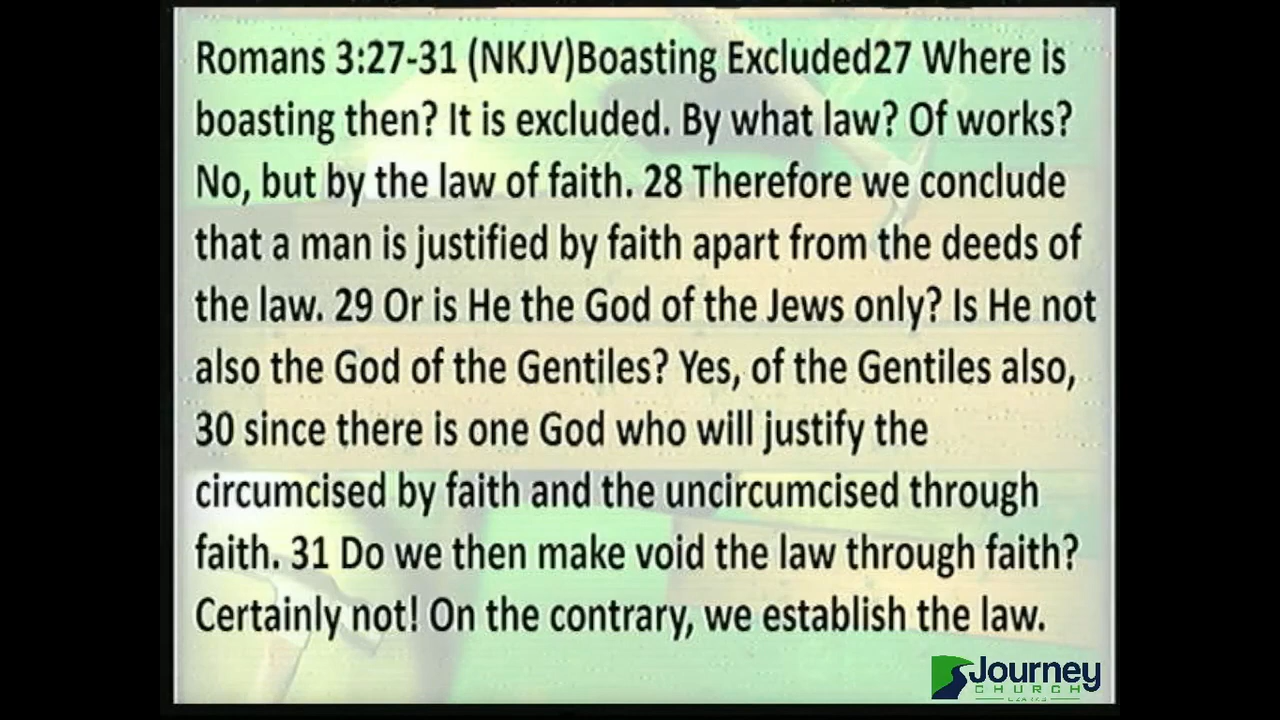 Romans 3:27-31 (NKJV)Boasting Excluded27 Where is
boasting then? It is excluded. By what law? Of works?
No, but by the law of faith. 28 Therefore we conclude
that a man is justified by faith apart from the deeds of
the law. 29 Or is He the God of the Jews only? Is He not
also the God of the Gentiles? Yes, of the Gentiles also,
30 since there is one God who will justify the
circumcised by faith and the uncircumcised through
faith. 31 Do we then make void the law through faith?
Certainly not! On the contrary, we establish the law.
Journey
CHURCH